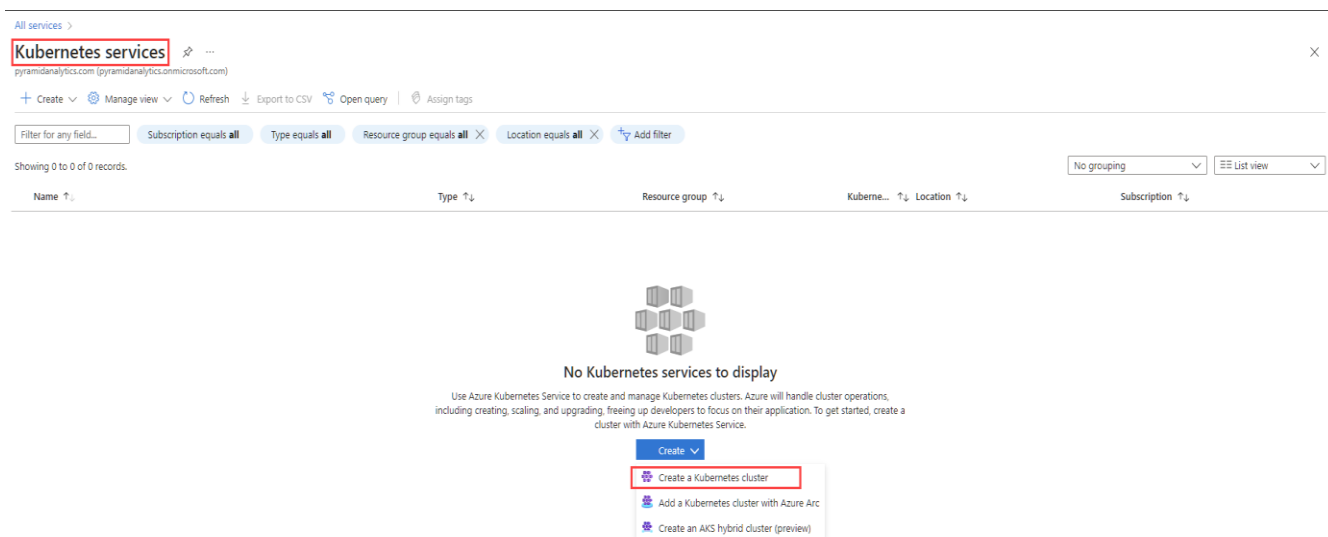 All services >
Kubernetes services ...
pyramidanalytics.com (pyramidanalytics.onmicrosoft.com)
+ Create Manage view Refresh Export to CSV Open query Assign tags
Filter for any field... Subscription equals all Type equals all Resource group equals all Location equals all Add filter
Showing 0 to 0 of 0 records. No grouping List view
Name Type Resource group Kuberne... Location Subscription
No Kubernetes services to display
Use Azure Kubernetes Service to create and manage Kubernetes clusters. Azure will handle cluster operations,
including creating, scaling, and upgrading, freeing up developers to focus on their application. To get started, create a
cluster with Azure Kubernetes Service.
Create
Create a Kubernetes cluster
Add a Kubernetes cluster with Azure Arc
Create an AKS hybrid cluster (preview)